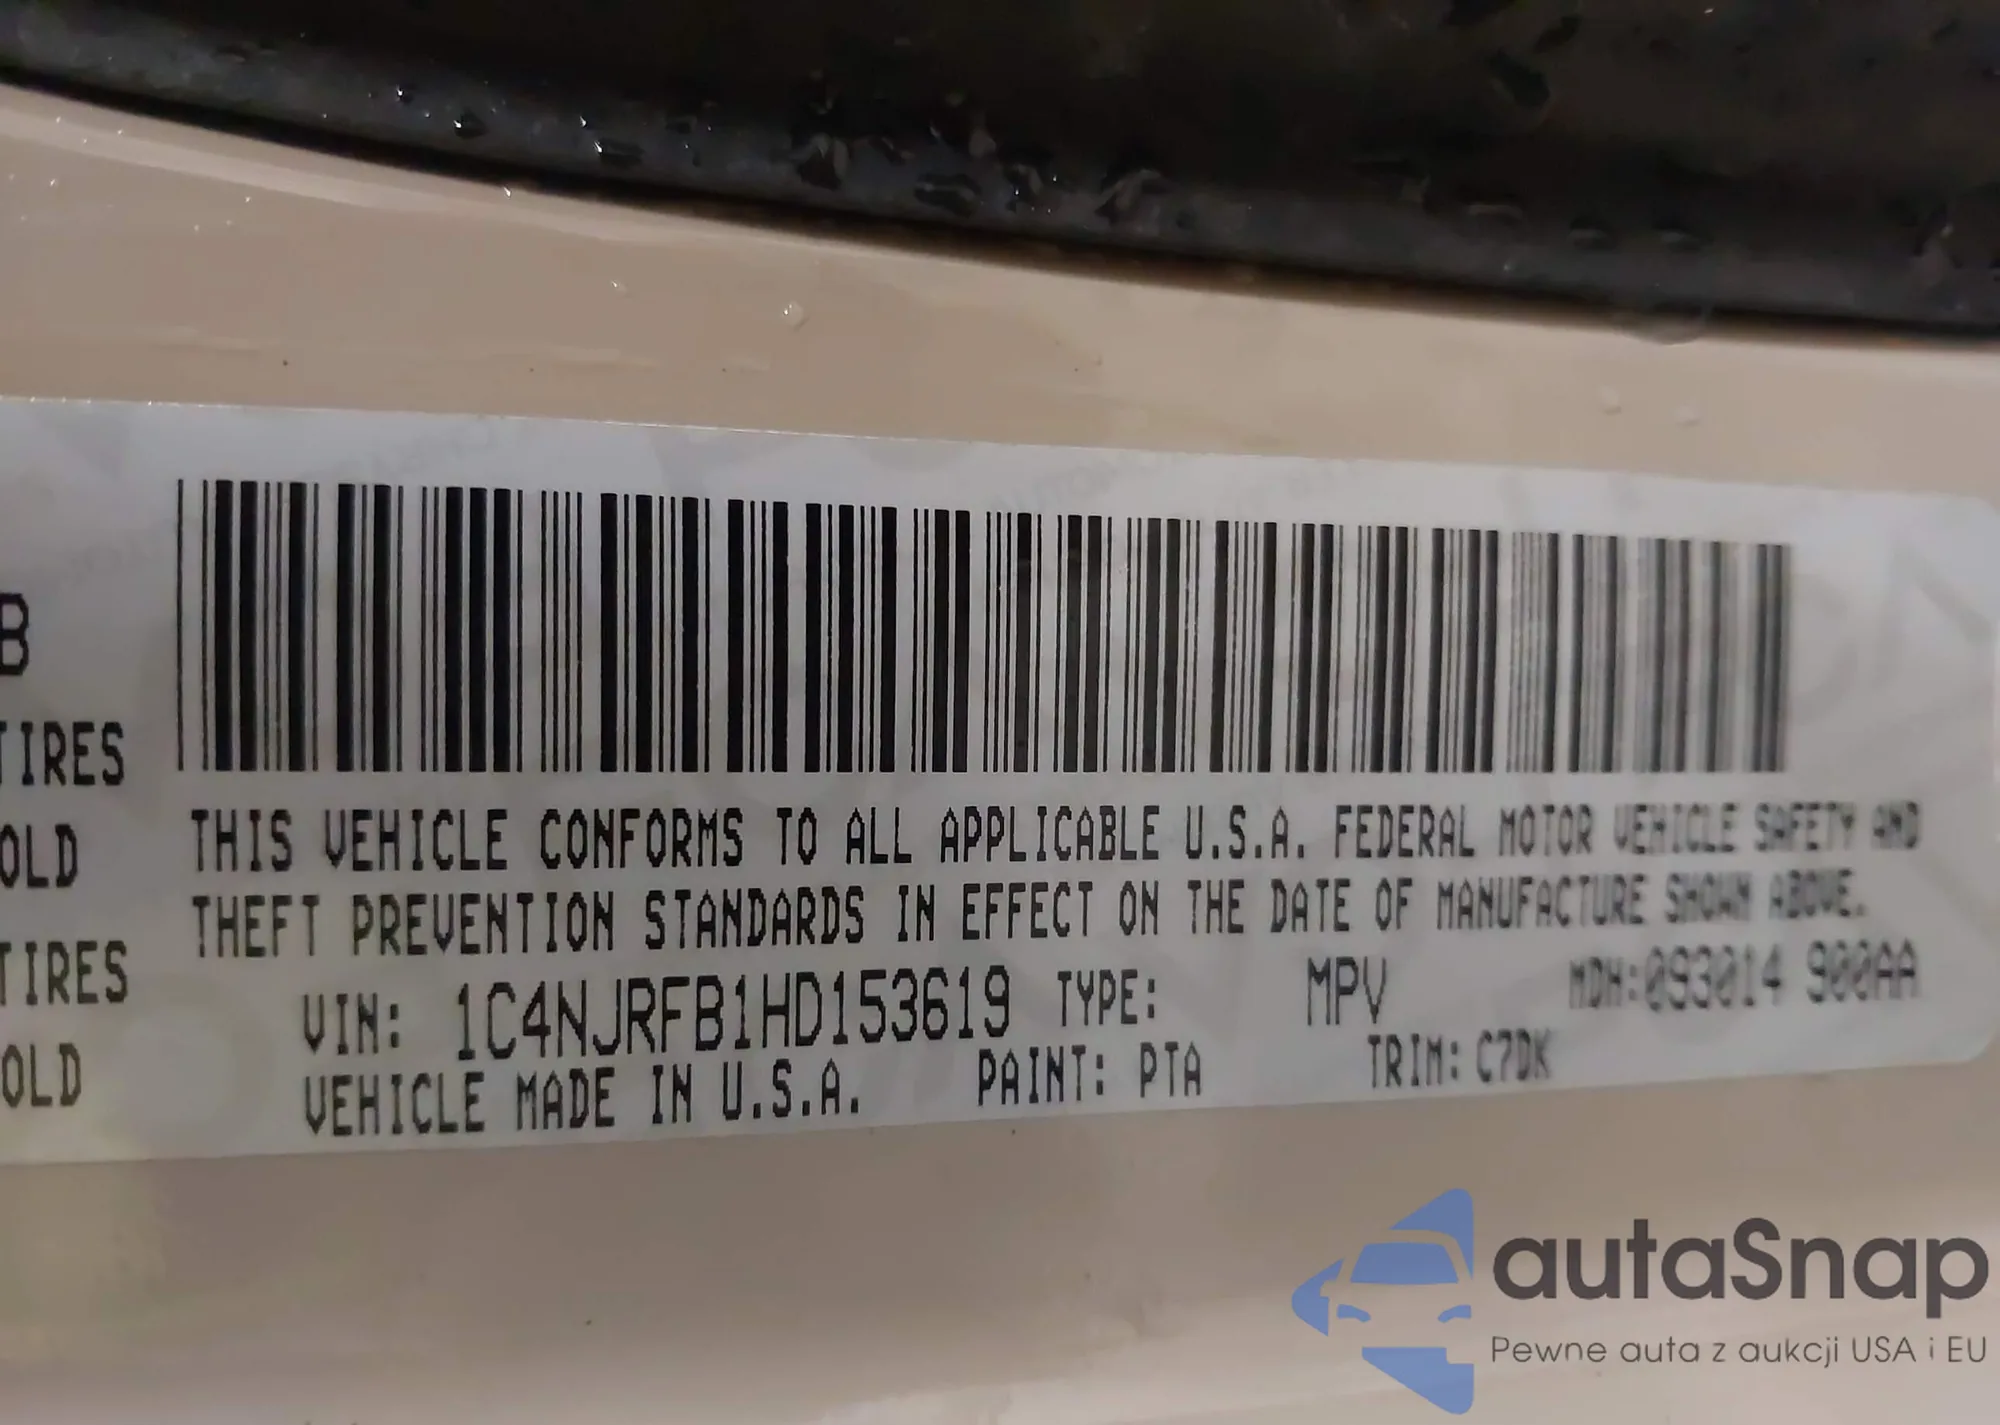 B
TIRES
OLD
TIRES
OLD
THIS VEHICLE CONFORMS TO ALL APPLICABLE U.S.A. FEDERAL MOTOR VEHICLE SAFETY AND
THEFT PREVENTION STANDARDS IN EFFECT ON THE DATE OF MANUFACTURE SHOWN ABOVE.
VIN: 1C4NJRFB1HD153619 TYPE: MPV MDH:093014 900AA
VEHICLE MADE IN U.S.A. PAINT: PTA TRIM: C7DK
autaSnap
Pewne auta z aukcji USA i EU